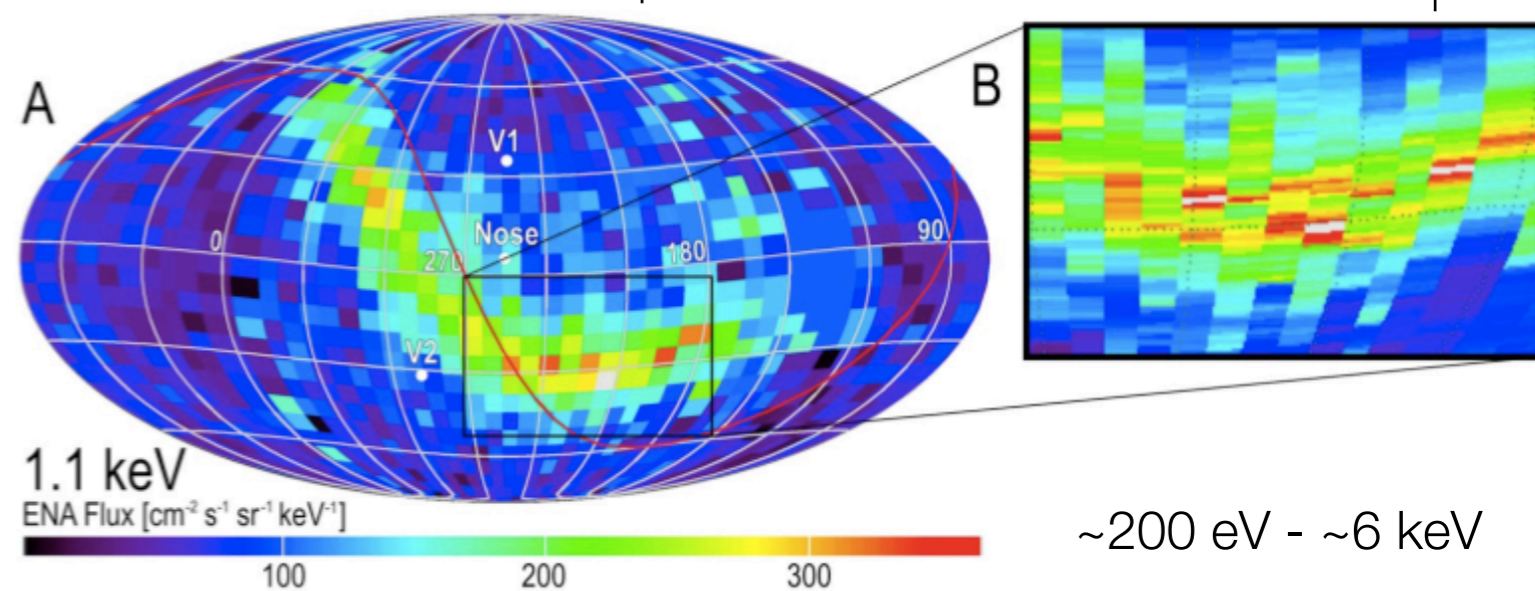 A
B
V1
Nose
0
270
180
90
V2
1.1 keV
ENA Flux [cm⁻² s⁻¹ sr⁻¹ keV⁻¹]
100 200 300
~200 eV - ~6 keV